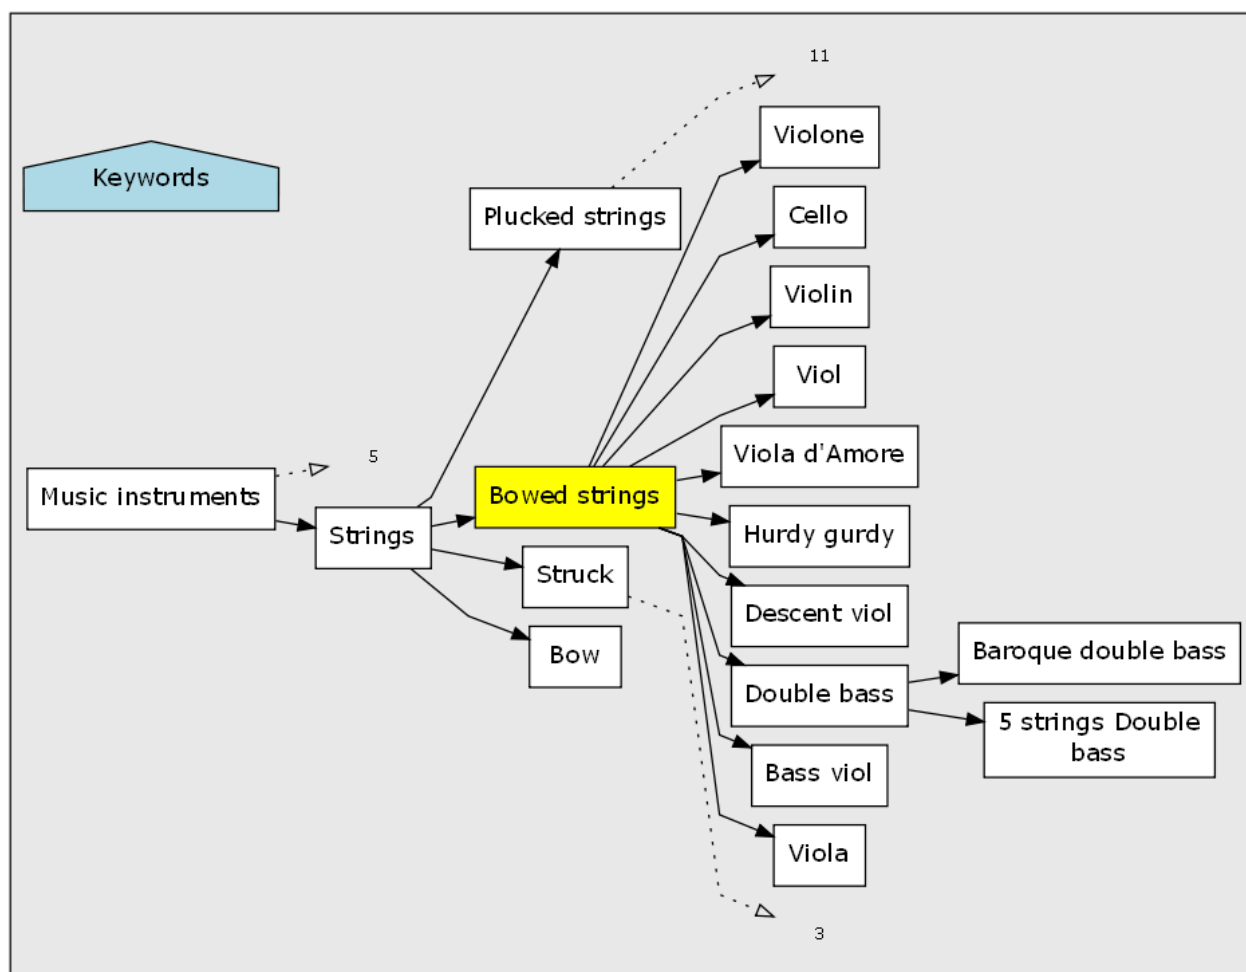 11
Violone
Keywords
Plucked strings
Cello
Violin
Viol
5
Viola d'Amore
Music instruments
Bowed strings
Strings
Hurdy gurdy
Struck
Descent viol
Bow
Baroque double bass
Double bass
5 strings Double
bass
Bass viol
Viola
3